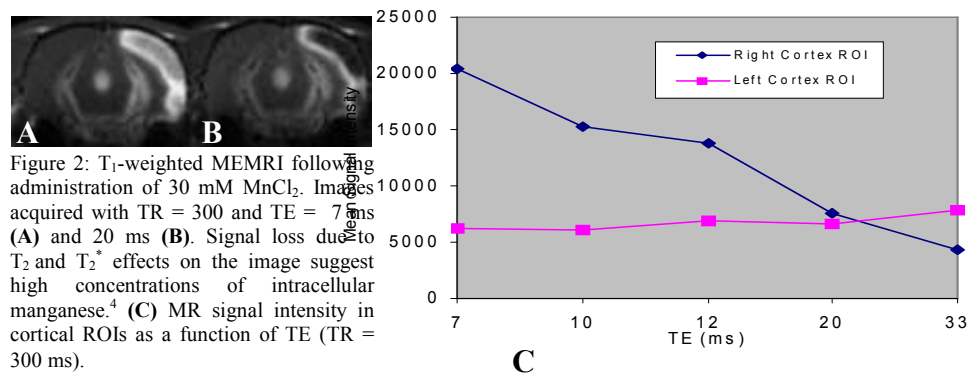 A
B
Figure 2: T₁-weighted MEMRI following
administration of 30 mM MnCl₂. Images
acquired with TR = 300 and TE = 7 ms
(A) and 20 ms (B). Signal loss due to
T₂ and T₂* effects on the image suggest
high concentrations of intracellular
manganese.⁴ (C) MR signal intensity in
cortical ROIs as a function of TE (TR =
300 ms).
Mean Signal Intensity
25000
20000
15000
10000
5000
0
Right Cortex ROI
Left Cortex ROI
7 10 12 20 33
TE (ms)
C